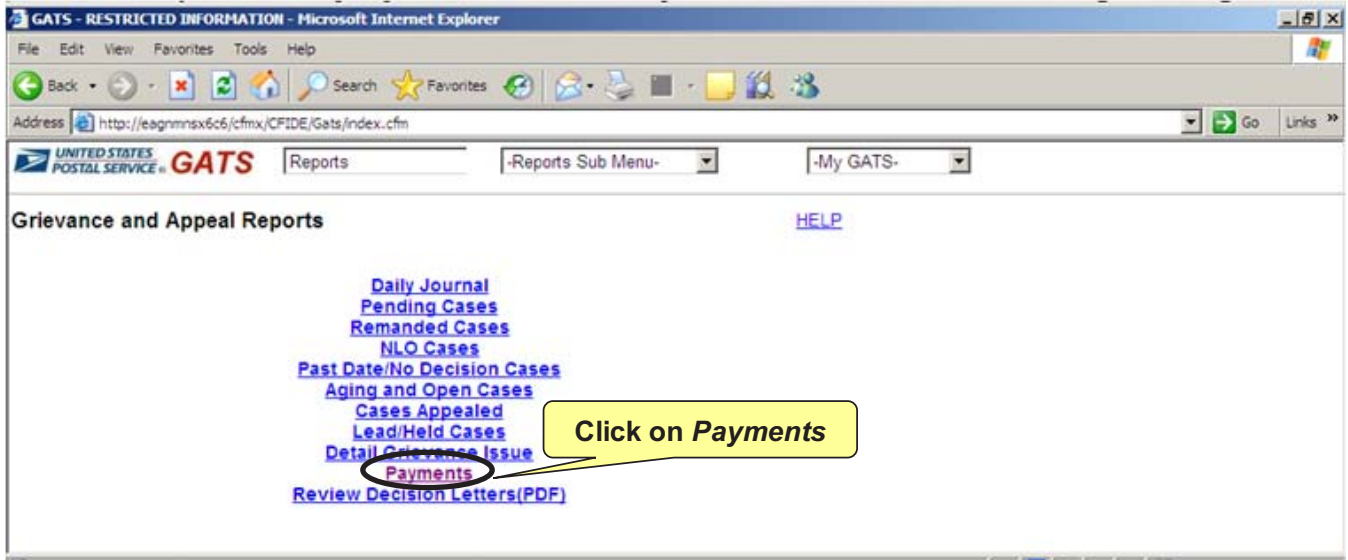 GATS - RESTRICTED INFORMATION - Microsoft Internet Explorer
File Edit View Favorites Tools Help
Back Search Favorites
Address http://eagnmnsx6c6/cfmx/CFIDE/Gats/index.cfm Go Links »
UNITED STATES POSTAL SERVICE® GATS Reports -Reports Sub Menu- -My GATS-
Grievance and Appeal Reports HELP
Daily Journal
Pending Cases
Remanded Cases
NLO Cases
Past Date/No Decision Cases
Aging and Open Cases
Cases Appealed
Lead/Held Cases
Click on Payments
Detail Grievance Issue
Payments
Review Decision Letters(PDF)